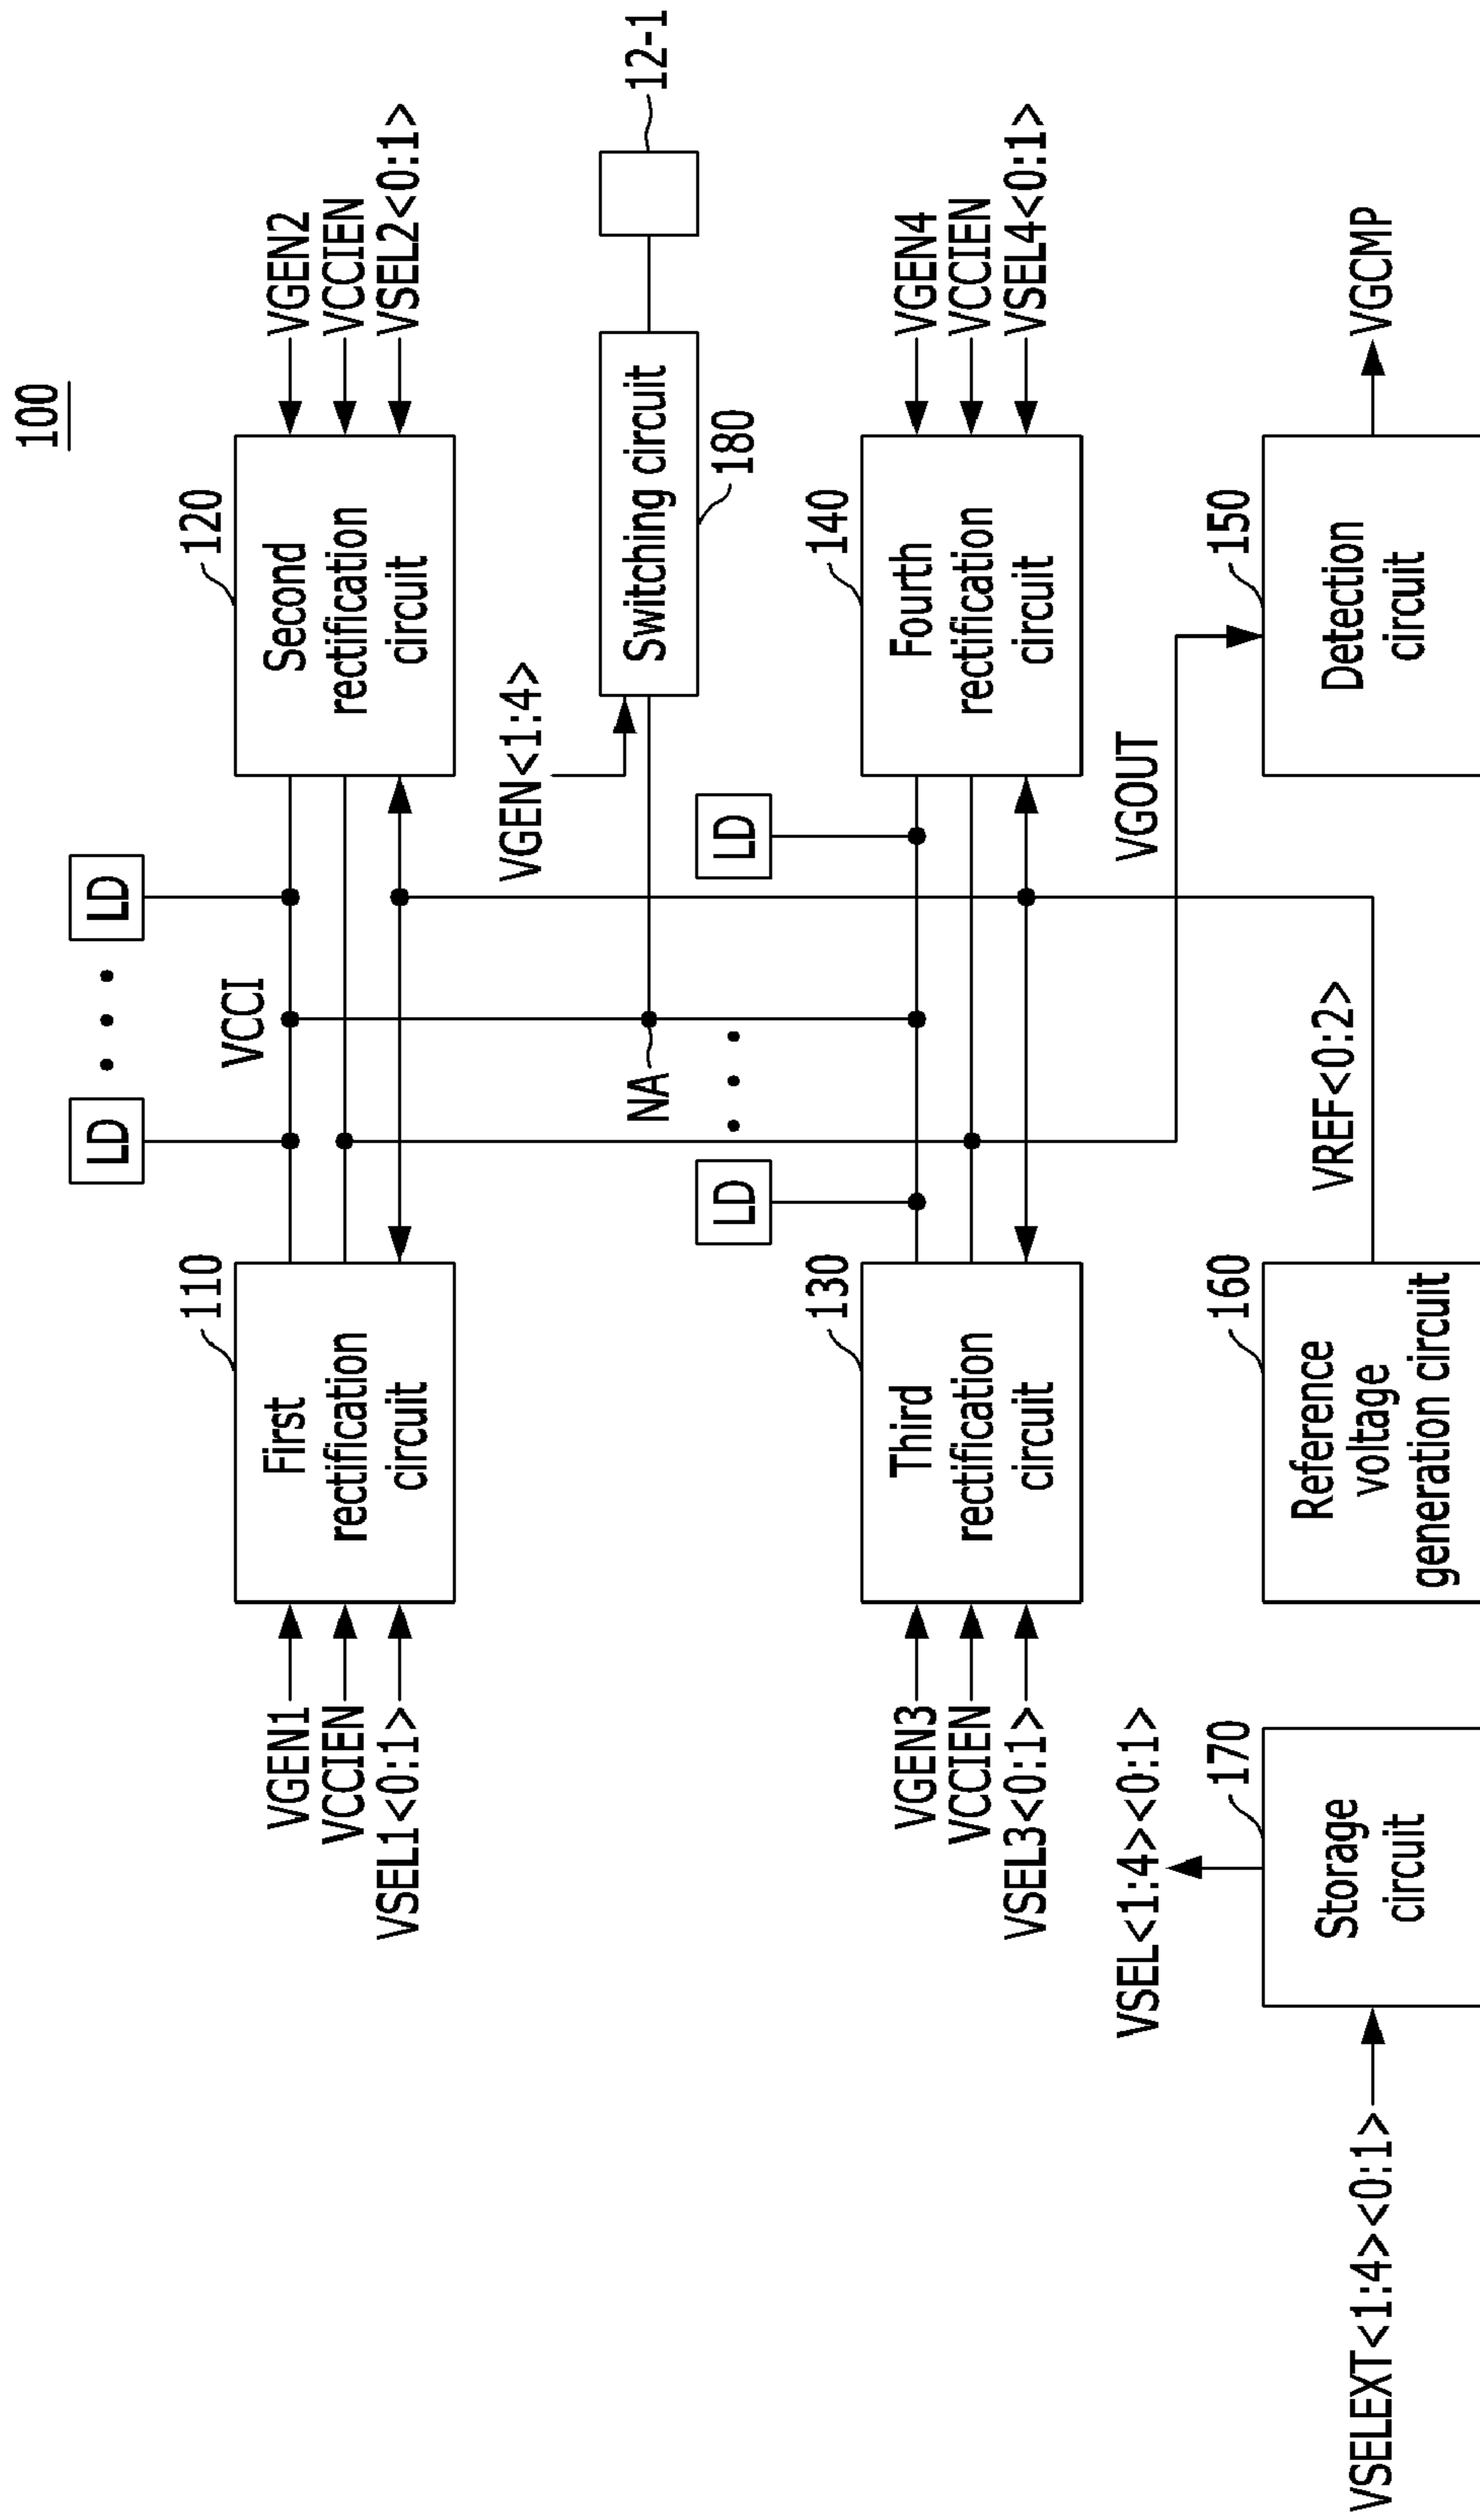 100
LD
LD
VCCI
110
120
VGEN1
VCCIEN
VSEL1<0:1>
First
rectification
circuit
Second
rectification
circuit
VGEN2
VCCIEN
VSEL2<0:1>
VGEN<1:4>
NA
Switching circuit
180
12-1
LD
LD
130
140
VGEN3
VCCIEN
VSEL3<0:1>
Third
rectification
circuit
Fourth
rectification
circuit
VGEN4
VCCIEN
VSEL4<0:1>
VSEL<1:4><0:1>
VGOUT
170
160
150
VSELEXT<1:4><0:1>
Storage
circuit
Reference
voltage
generation circuit
VREF<0:2>
Detection
circuit
VGCMP